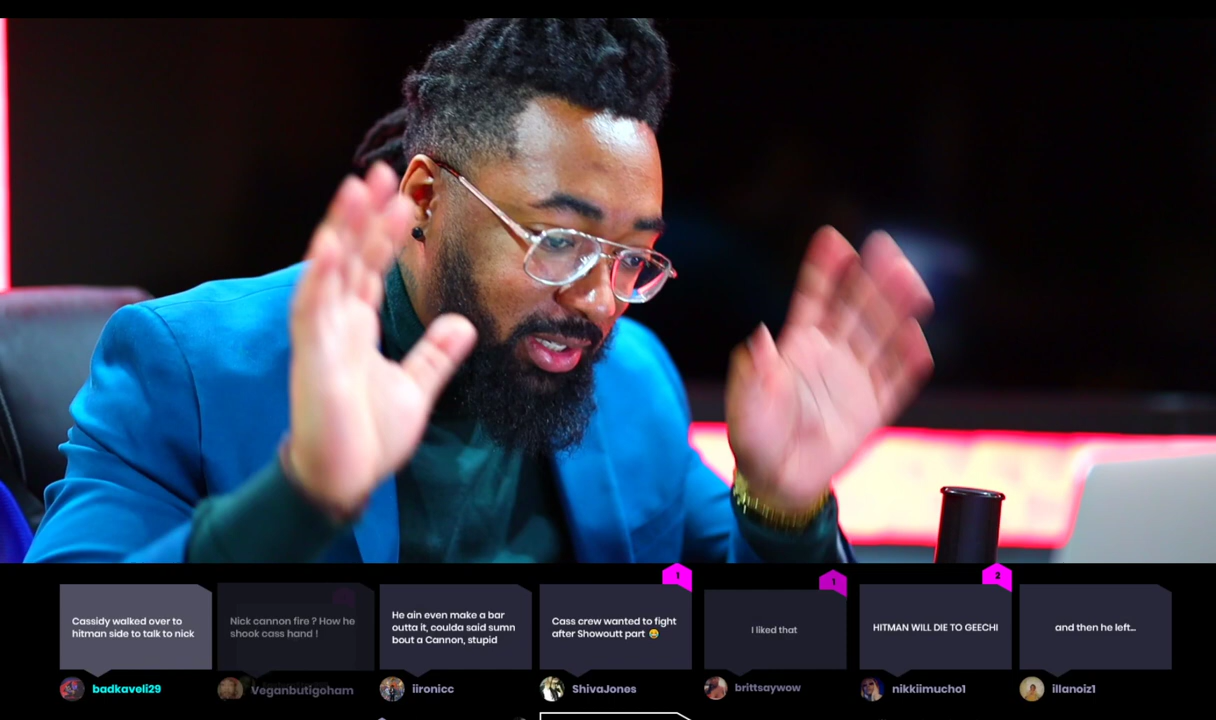 Cassidy walked over to
hitman side to talk to nick
badkaveli29
Nick cannon fire ? How he
shook cass hand !
Veganbutigoham
He ain even make a bar
outta it, coulda said sumn
bout a Cannon, stupid
iironicc
1
Cass crew wanted to fight
after Showoutt part 😂
ShivaJones
1
I liked that
brittsaywow
2
HITMAN WILL DIE TO GEECHI
nikkiimucho1
and then he left...
illanoiz1